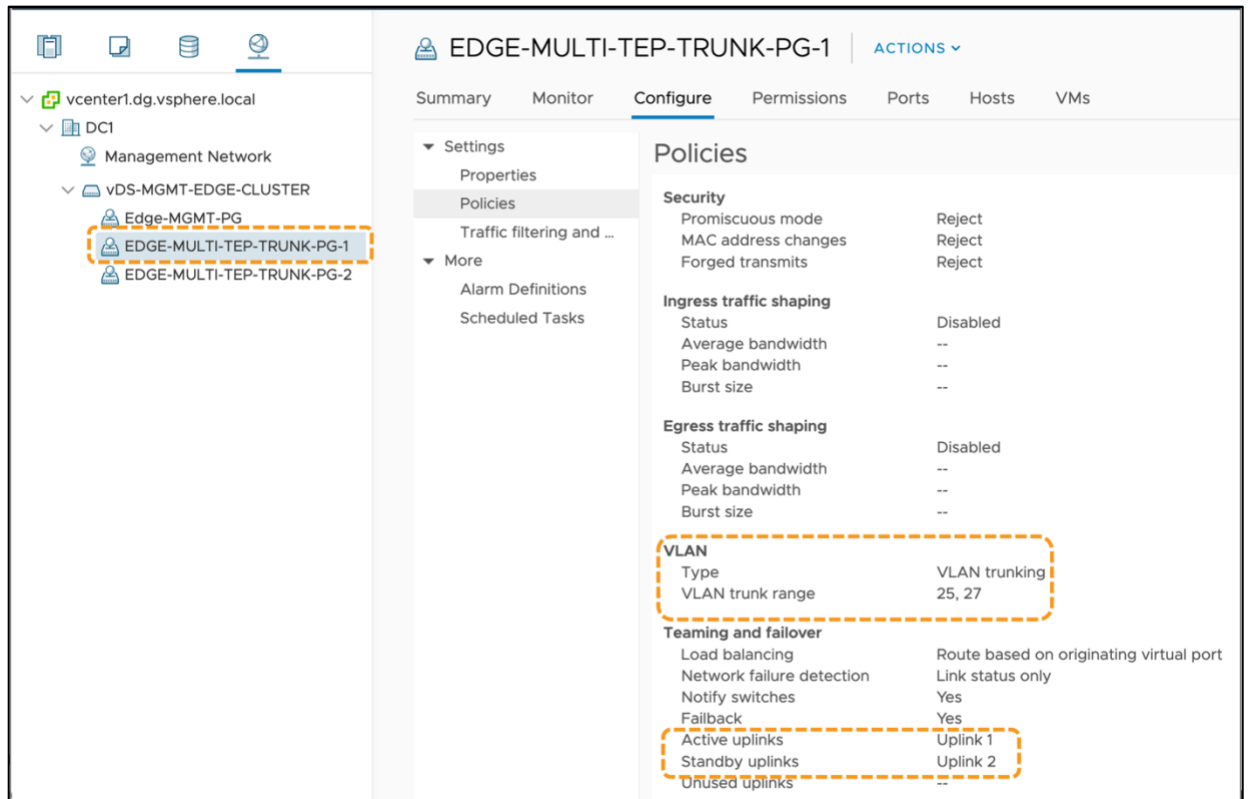 vcenter1.dg.vsphere.local
DC1
Management Network
vDS-MGMT-EDGE-CLUSTER
Edge-MGMT-PG
EDGE-MULTI-TEP-TRUNK-PG-1
EDGE-MULTI-TEP-TRUNK-PG-2
EDGE-MULTI-TEP-TRUNK-PG-1 ACTIONS
Summary Monitor Configure Permissions Ports Hosts VMs
Settings
Properties
Policies
Traffic filtering and ...
More
Alarm Definitions
Scheduled Tasks
Policies
Security
Promiscuous mode Reject
MAC address changes Reject
Forged transmits Reject
Ingress traffic shaping
Status Disabled
Average bandwidth --
Peak bandwidth --
Burst size --
Egress traffic shaping
Status Disabled
Average bandwidth --
Peak bandwidth --
Burst size --
VLAN
Type VLAN trunking
VLAN trunk range 25, 27
Teaming and failover
Load balancing Route based on originating virtual port
Network failure detection Link status only
Notify switches Yes
Failback Yes
Active uplinks Uplink 1
Standby uplinks Uplink 2
Unused uplinks --